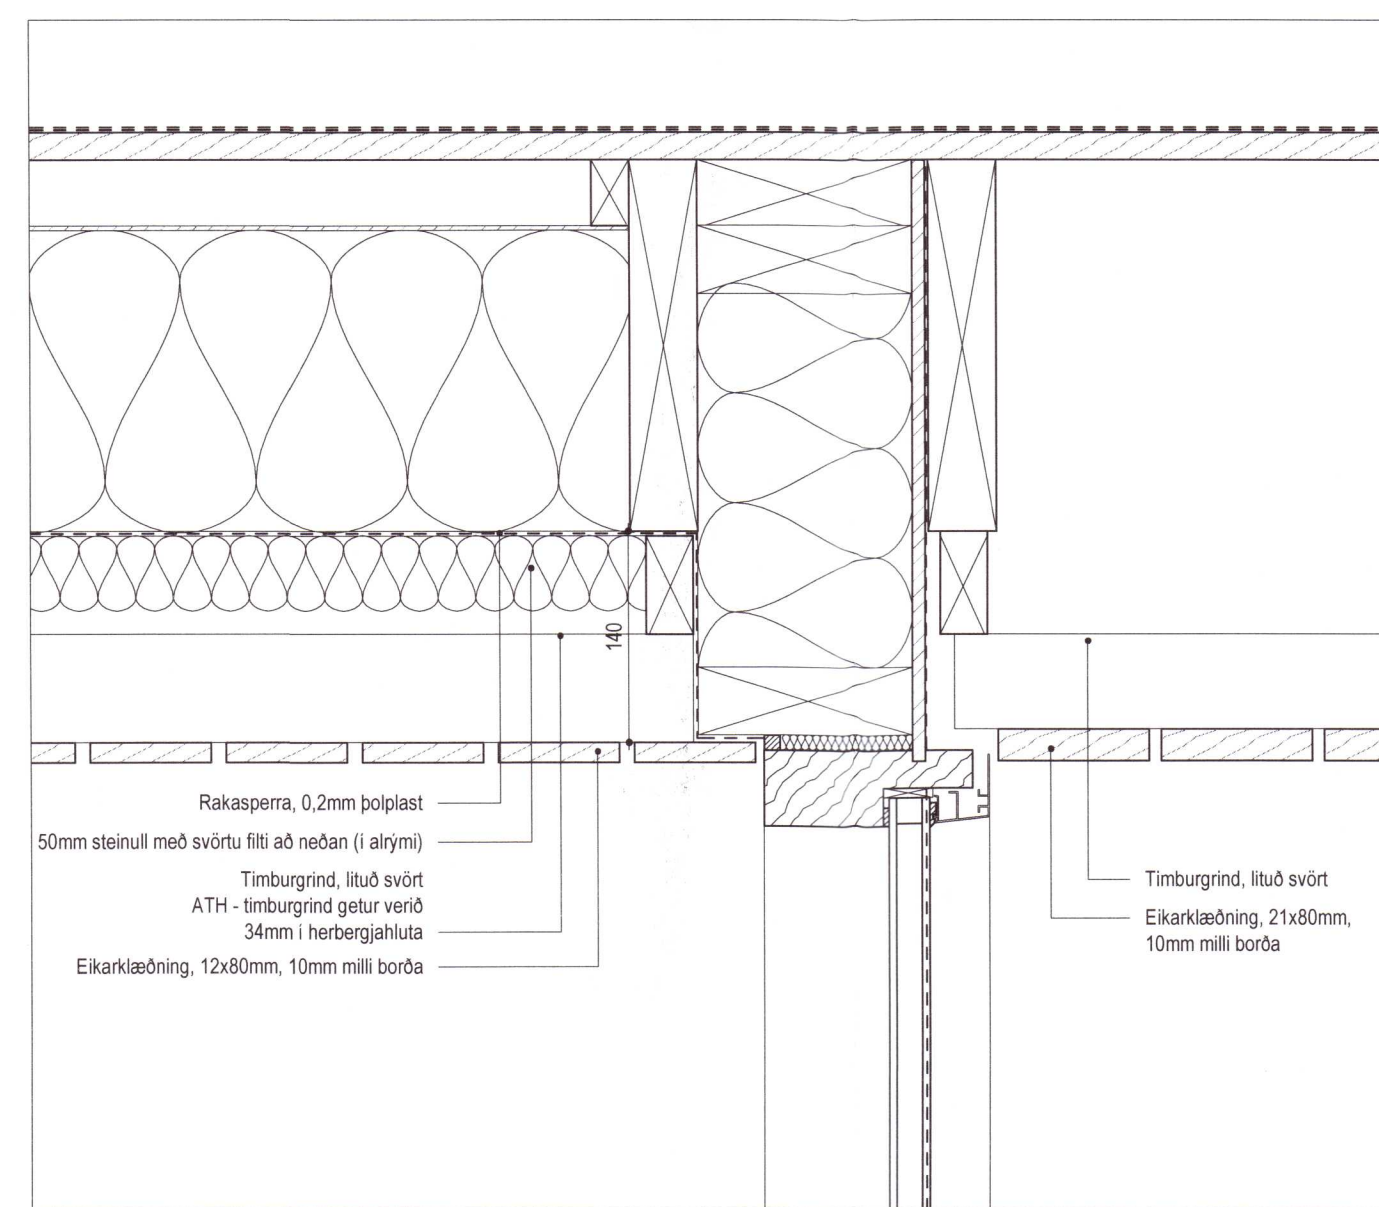 140
Rakasperra, 0,2mm þolplast
50mm steinull með svörtu filti að neðan (í alrými)
Timburgrind, lituð svört
ATH - timburgrind getur verið
34mm í herbergjahluta
Eikarklæðning, 12x80mm, 10mm milli borða
Timburgrind, lituð svört
Eikarklæðning, 21x80mm,
10mm milli borða